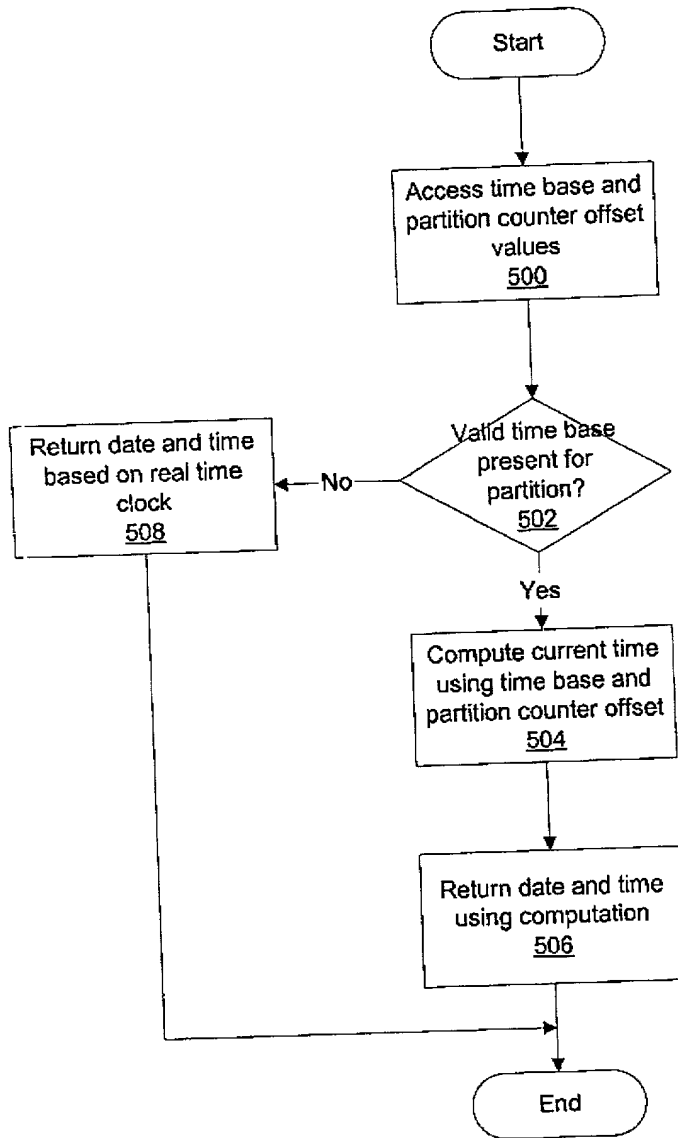 Start
Access time base and
partition counter offset
values
500
Valid time base
present for
partition?
502
No
Return date and time
based on real time
clock
508
Yes
Compute current time
using time base and
partition counter offset
504
Return date and time
using computation
506
End